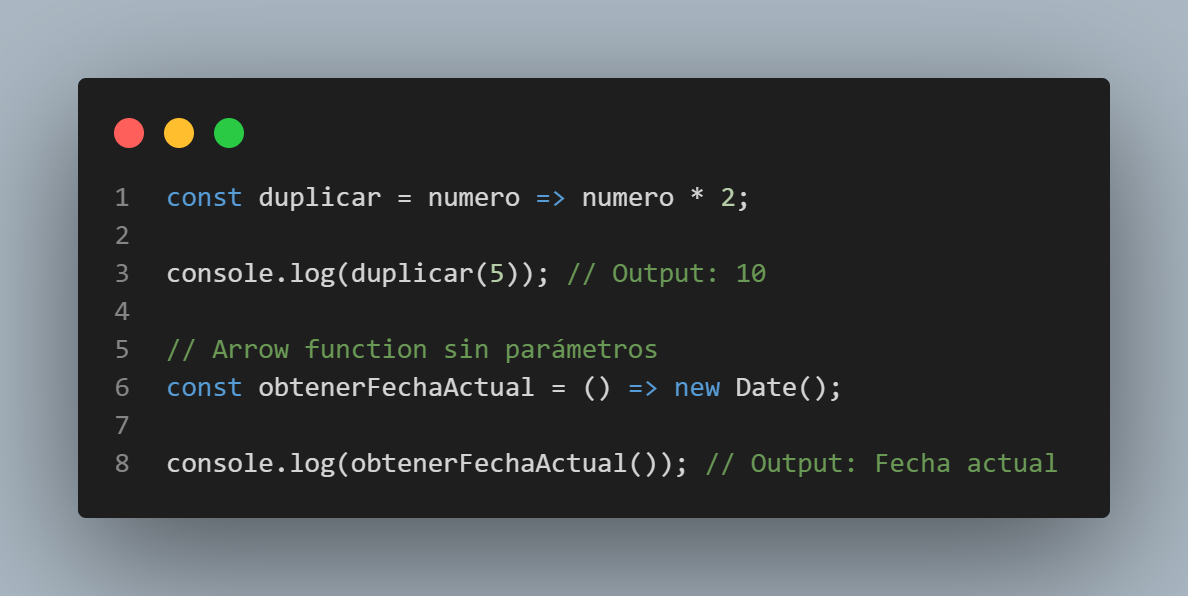 1 const duplicar = numero => numero * 2;
2
3 console.log(duplicar(5)); // Output: 10
4
5 // Arrow function sin parámetros
6 const obtenerFechaActual = () => new Date();
7
8 console.log(obtenerFechaActual()); // Output: Fecha actual